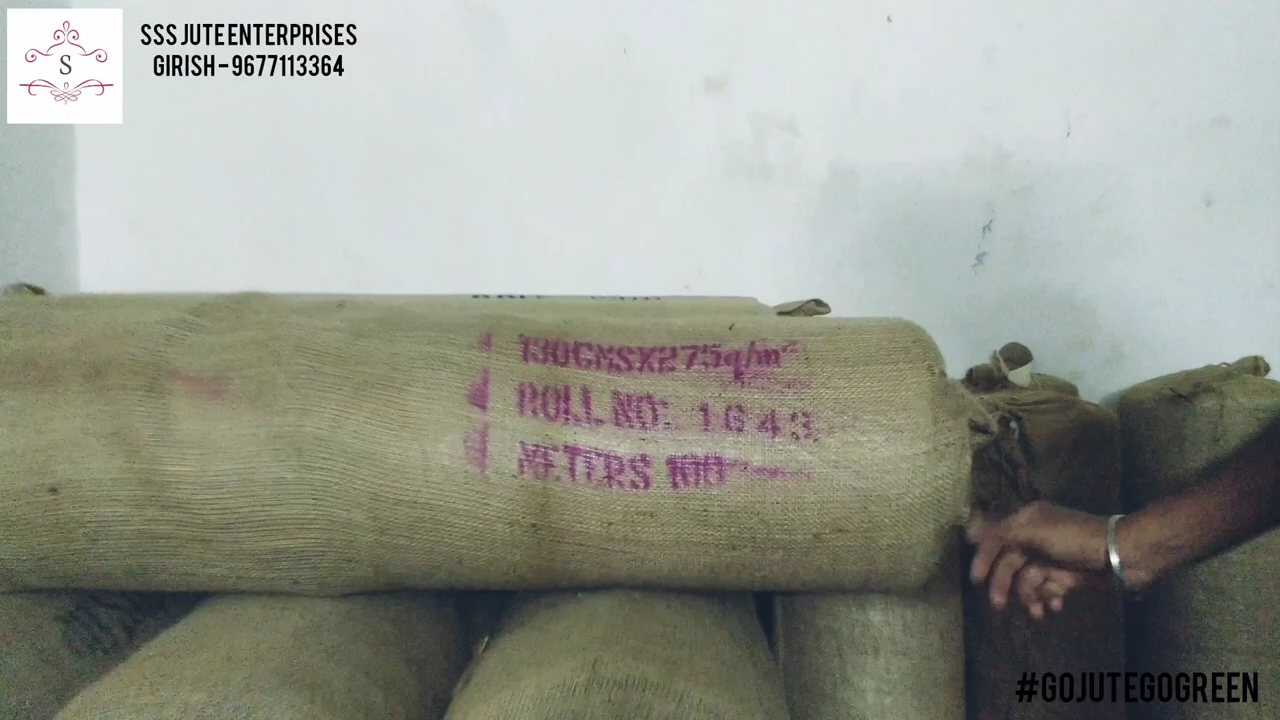 S
SSS JUTE ENTERPRISES
GIRISH - 9677113364
130CMSX275g/m²
ROLL NO: 1643
METERS 100
#GOJUTEGOGREEN